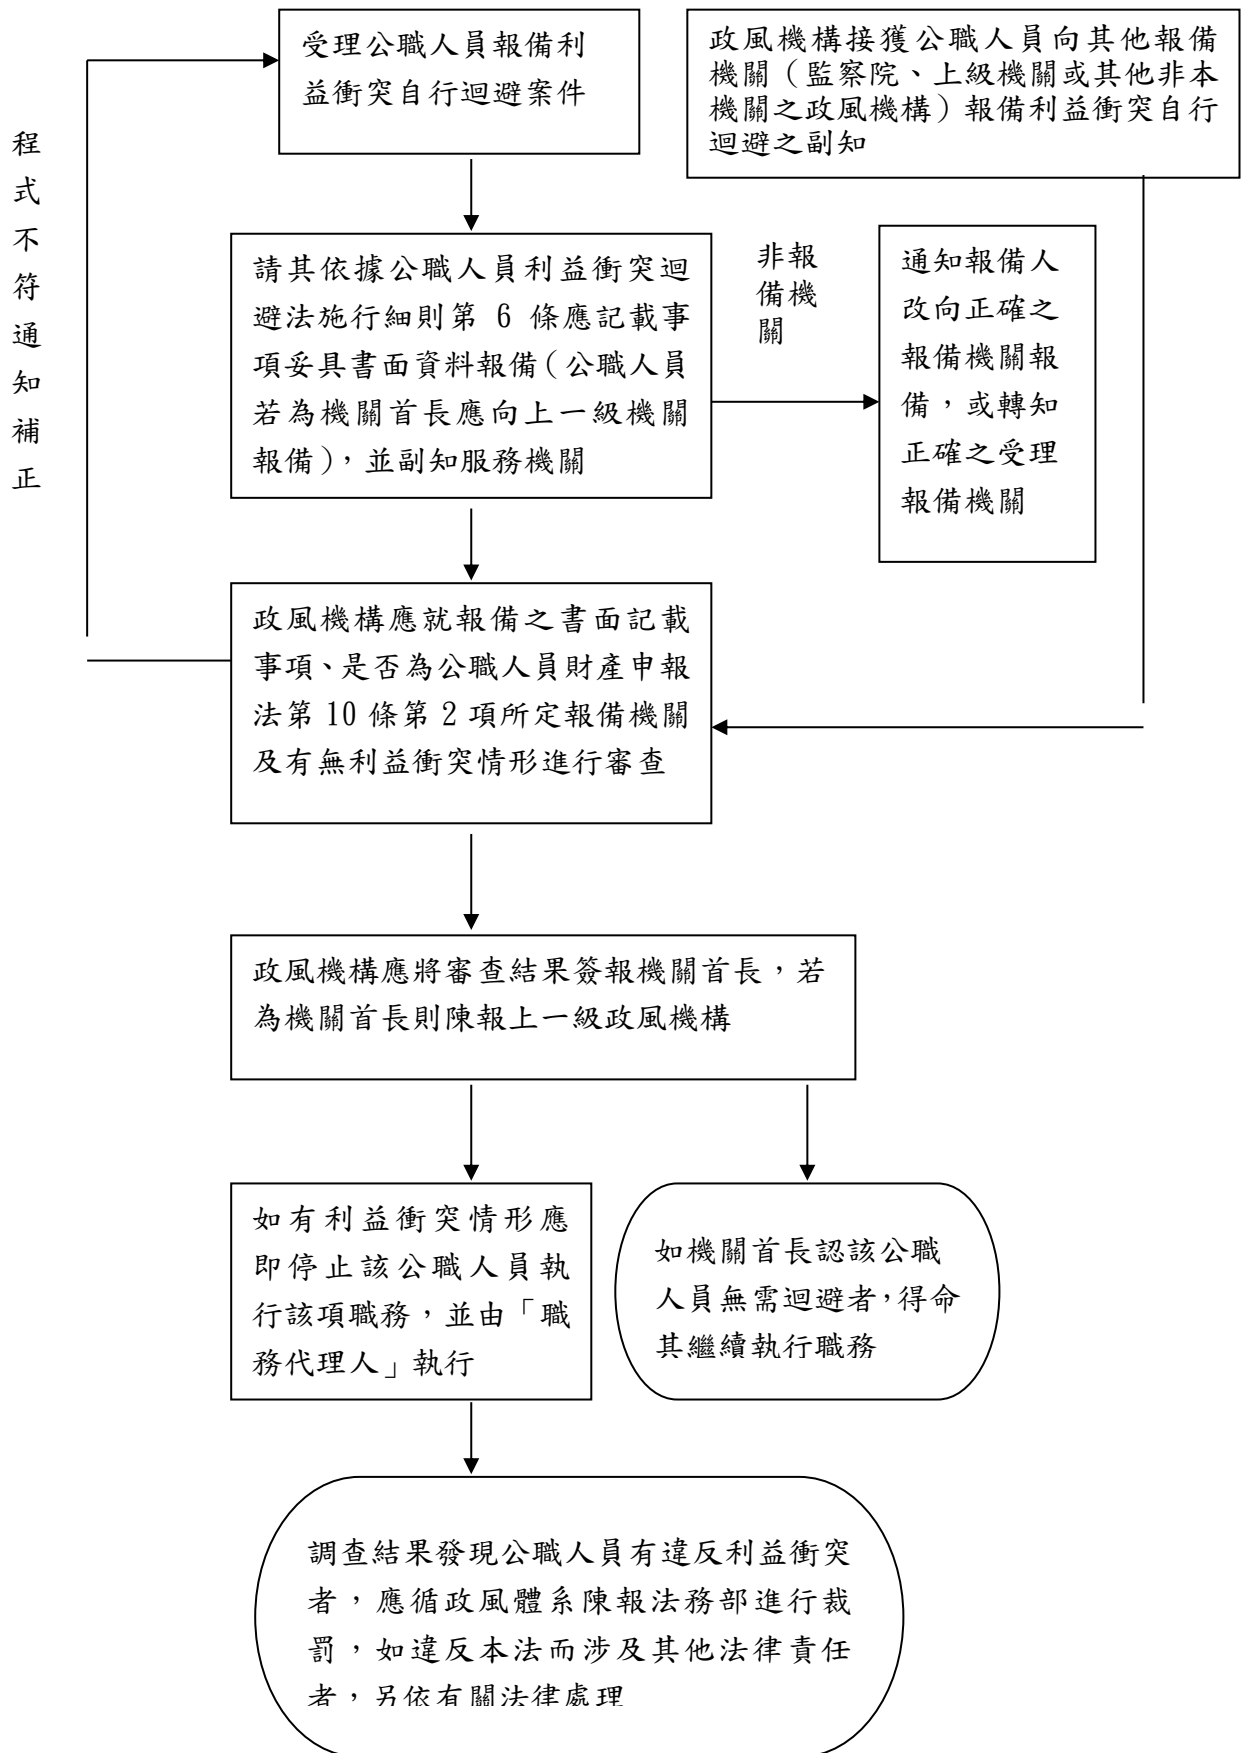 受理公職人員報備利
益衝突自行迴避案件
政風機構接獲公職人員向其他報備
機關（監察院、上級機關或其他非本
機關之政風機構）報備利益衝突自行
迴避之副知
程
式
不
符
通
知
補
正
請其依據公職人員利益衝突迴
避法施行細則第 6 條應記載事
項妥具書面資料報備（公職人員
若為機關首長應向上一級機關
報備），並副知服務機關
非報
備機
關
通知報備人
改向正確之
報備機關報
備，或轉知
正確之受理
報備機關
政風機構應就報備之書面記載
事項、是否為公職人員財產申報
法第 10 條第 2 項所定報備機關
及有無利益衝突情形進行審查
政風機構應將審查結果簽報機關首長，若
為機關首長則陳報上一級政風機構
如有利益衝突情形應
即停止該公職人員執
行該項職務，並由「職
務代理人」執行
如機關首長認該公職
人員無需迴避者，得命
其繼續執行職務
調查結果發現公職人員有違反利益衝突
者，應循政風體系陳報法務部進行裁
罰，如違反本法而涉及其他法律責任
者，另依有關法律處理